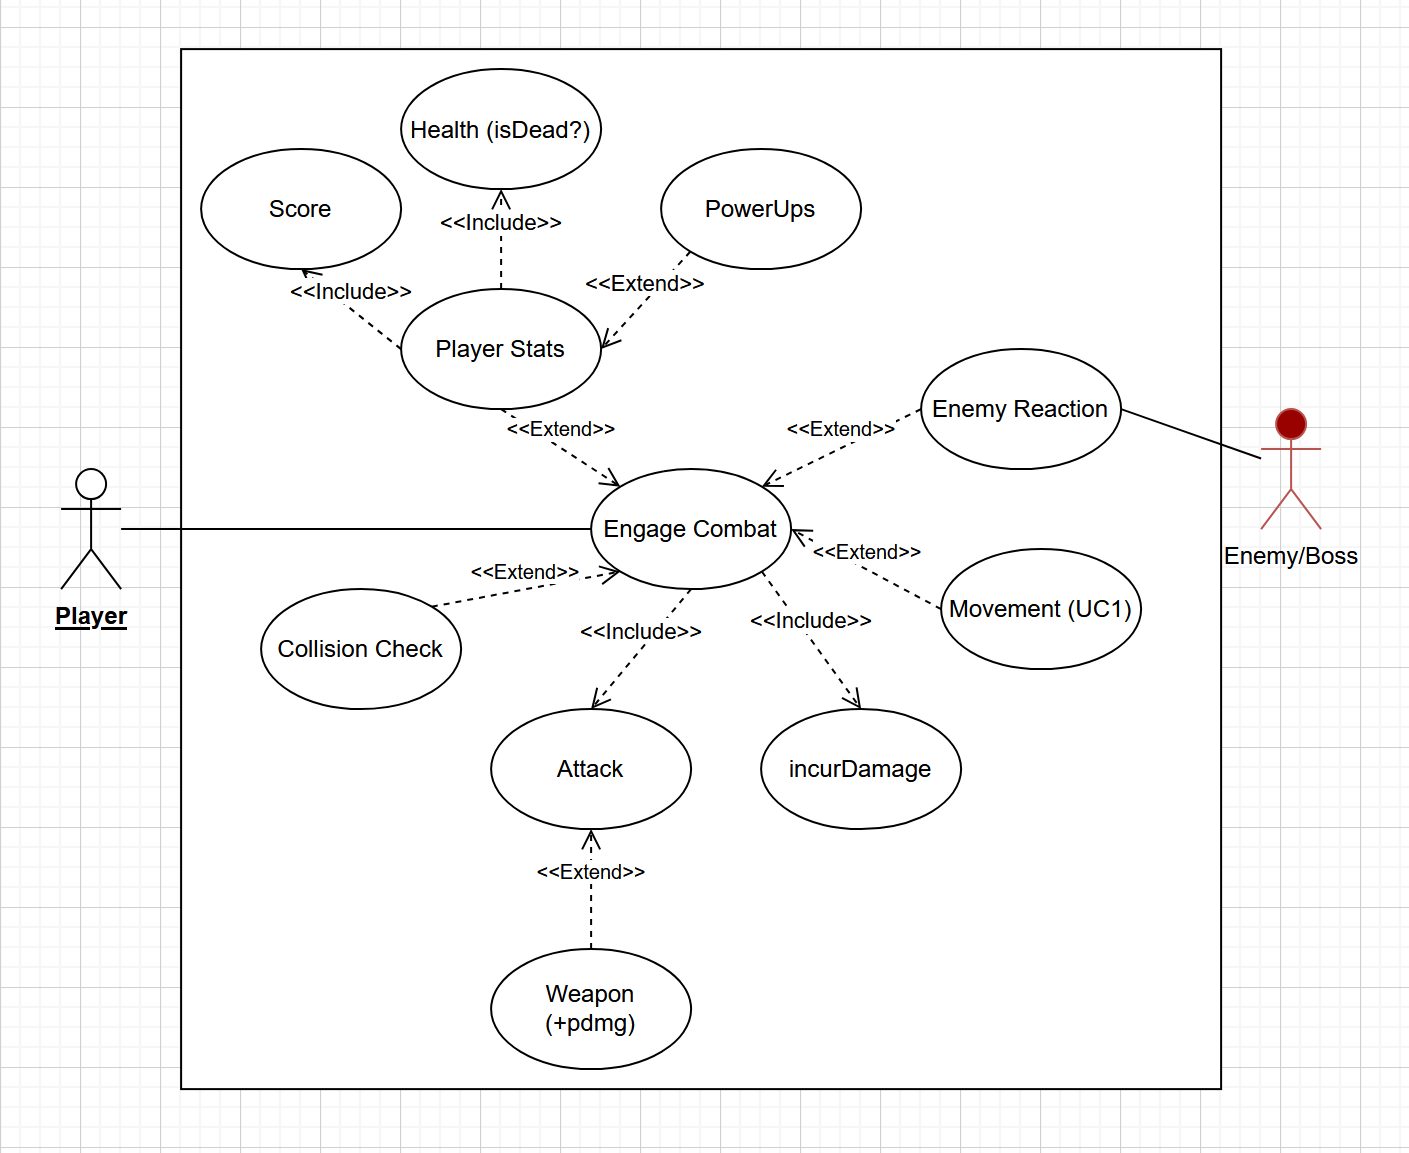 Health (isDead?)
Score
PowerUps
<<Include>>
<<Extend>>
<<Include>>
Player Stats
Enemy Reaction
<<Extend>>
<<Extend>>
Engage Combat
<<Extend>>
Enemy/Boss
<<Extend>>
Movement (UC1)
Player
<<Include>>
<<Include>>
Collision Check
Attack
incurDamage
<<Extend>>
Weapon
(+pdmg)